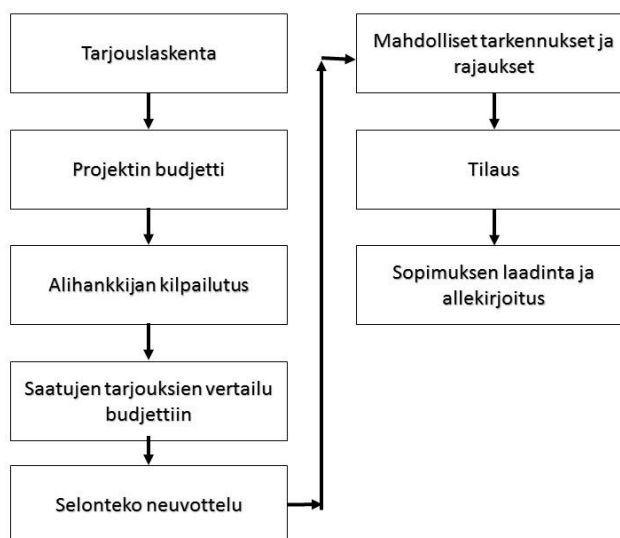 Tarjouslaskenta
Projektin budjetti
Alihankkijan kilpailutus
Saatujen tarjouksien vertailu
budjettiin
Selonteko neuvottelu
Mahdolliset tarkennukset ja
rajaukset
Tilaus
Sopimuksen laadinta ja
allekirjoitus